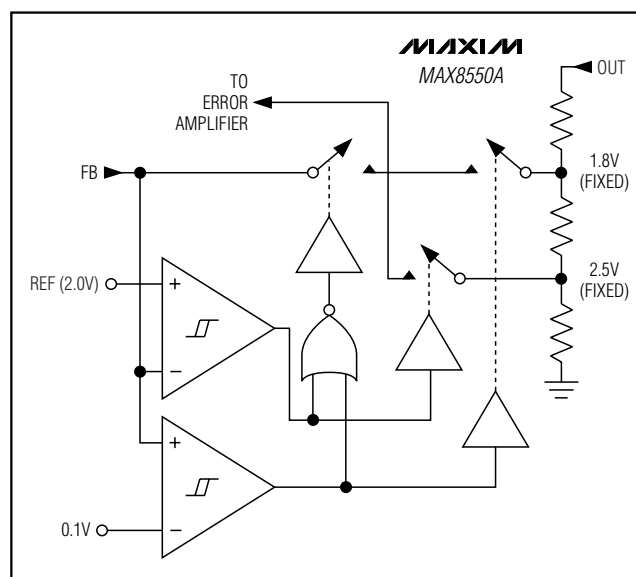 MAXIM
MAX8550A
OUT
TO
ERROR
AMPLIFIER
FB
1.8V
(FIXED)
REF (2.0V)
+
−
2.5V
(FIXED)
+
−
0.1V